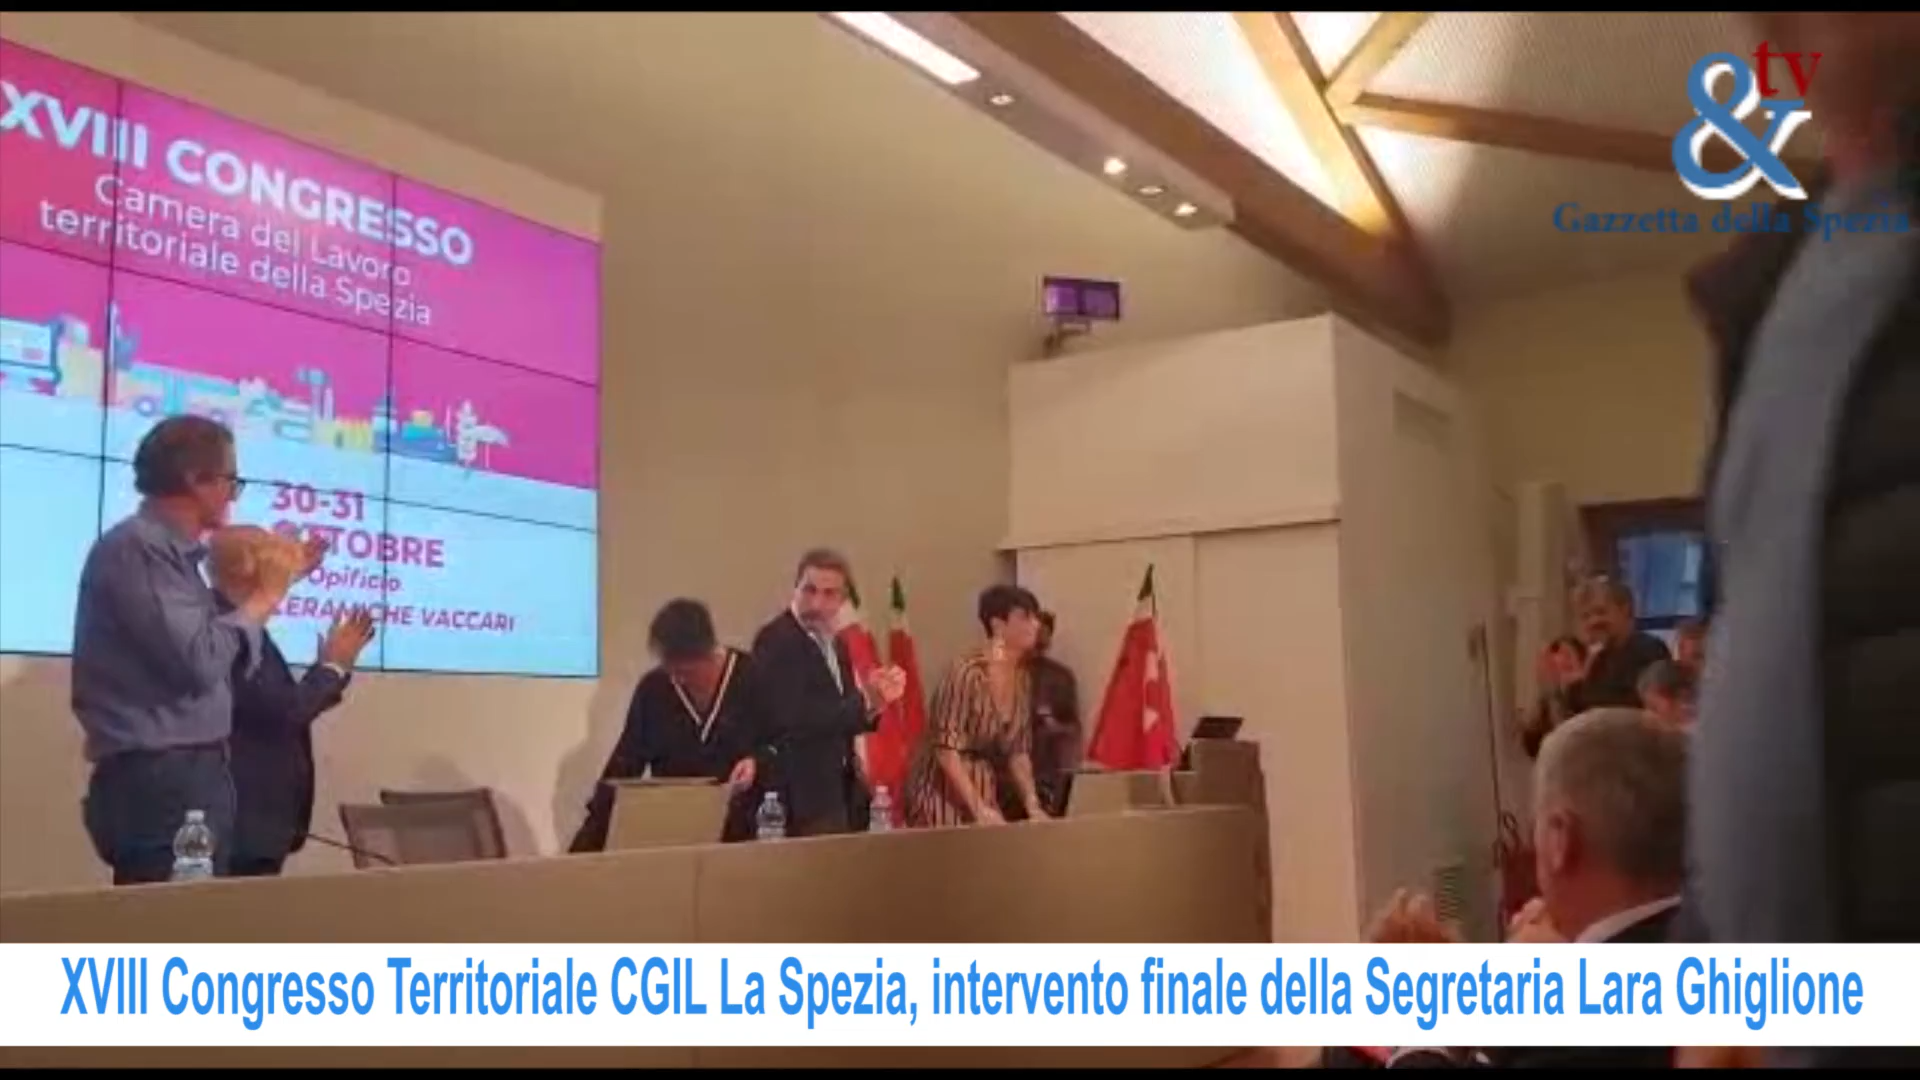 XVIII CONGRESSO
Camera del Lavoro
territoriale della Spezia
30-31
OTTOBRE
Opificio
CERAMICHE VACCARI
& tv
Gazzetta della Spezia
XVIII Congresso Territoriale CGIL La Spezia, intervento finale della Segretaria Lara Ghiglione